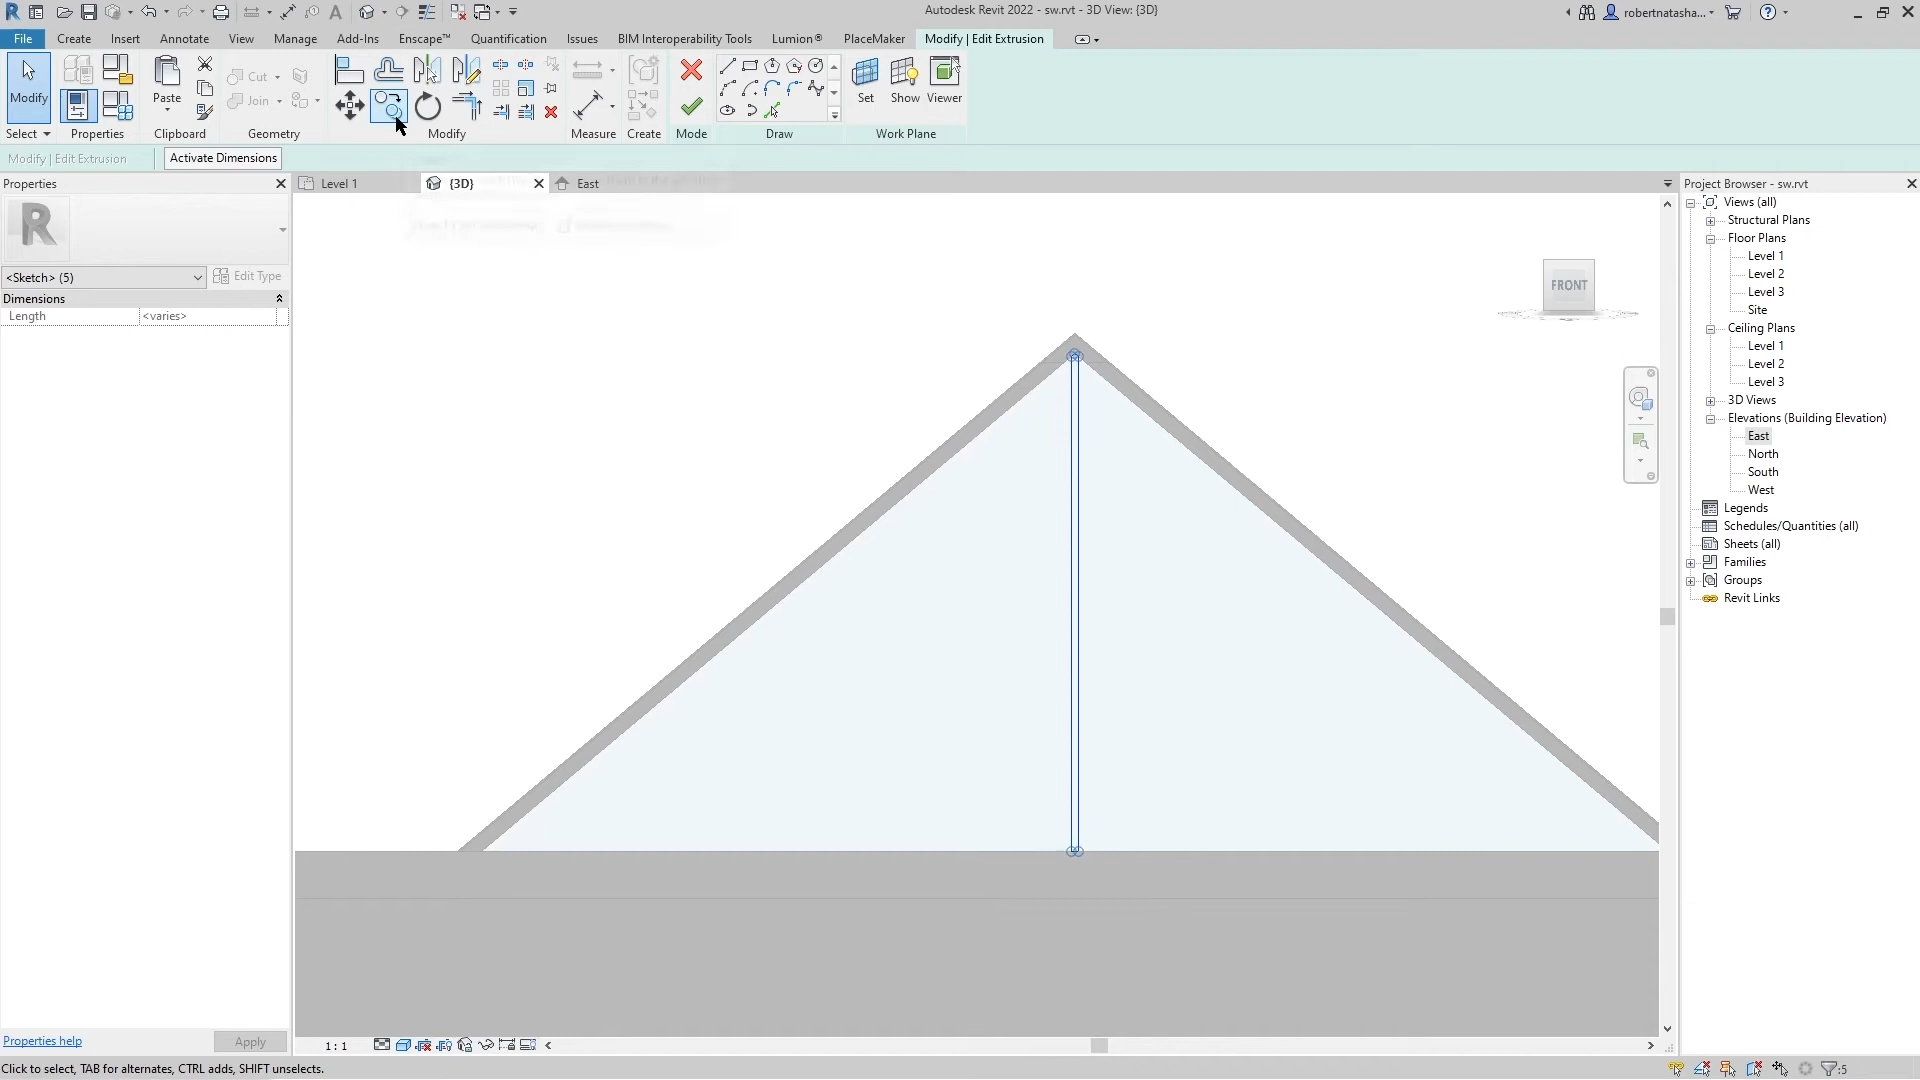 Autodesk Revit 2022 - sw.rvt - 3D View: {3D}
robertnatasha...
File Create Insert Annotate View Manage Add-Ins Enscape™ Quantification Issues BIM Interoperability Tools Lumion® PlaceMaker Modify | Edit Extrusion
Modify
Paste
Cut
Join
Set Show Viewer
Select Properties Clipboard Geometry Modify Measure Create Mode Draw Work Plane
Modify | Edit Extrusion Activate Dimensions
Properties
Level 1 {3D} East
Project Browser - sw.rvt
R
<Sketch> (5) Edit Type
Dimensions
Length <varies>
FRONT
Views (all)
Structural Plans
Floor Plans
Level 1
Level 2
Level 3
Site
Ceiling Plans
Level 1
Level 2
Level 3
3D Views
Elevations (Building Elevation)
East
North
South
West
Legends
Schedules/Quantities (all)
Sheets (all)
Families
Groups
Revit Links
Properties help Apply
1 : 1
Click to select, TAB for alternates, CTRL adds, SHIFT unselects.
:5